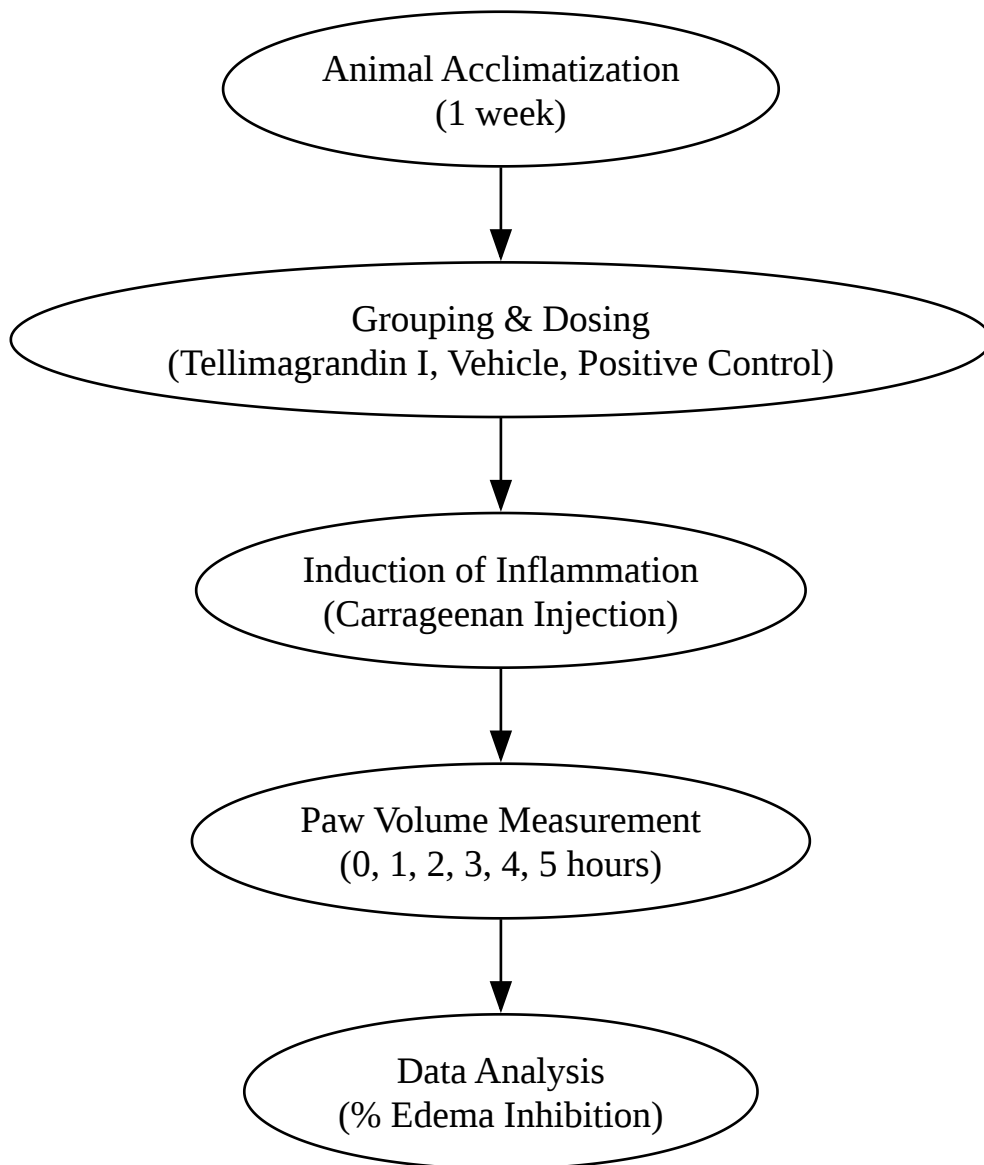 Animal Acclimatization
(1 week)
Grouping & Dosing
(Tellimagrandin I, Vehicle, Positive Control)
Induction of Inflammation
(Carrageenan Injection)
Paw Volume Measurement
(0, 1, 2, 3, 4, 5 hours)
Data Analysis
(% Edema Inhibition)